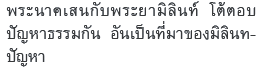 พระนาคเสนกับพระยามิลินท์ โต้ตอบ
ปัญหาธรรมกัน อันเป็นที่มาของมิลินท-
ปัญหา